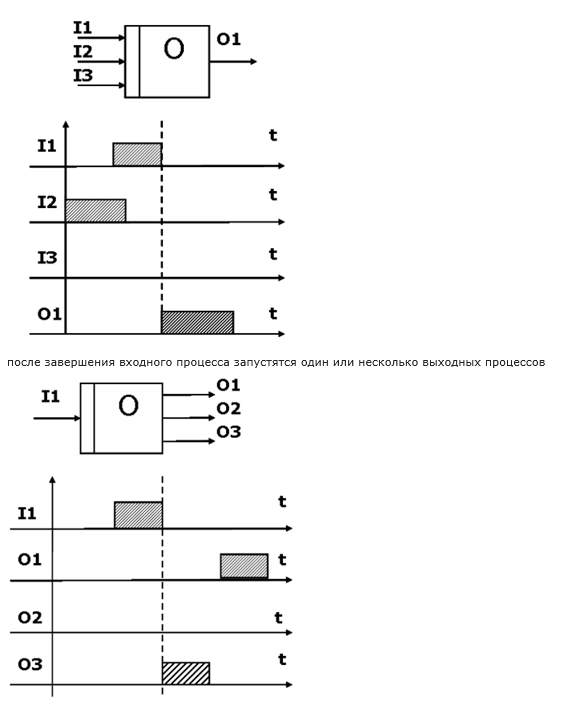 I1
I2
I3
O
O1
I1
t
I2
t
I3
t
O1
t
после завершения входного процесса запустятся один или несколько выходных процессов
I1
O
O1
O2
O3
I1
t
O1
t
O2
t
O3
t